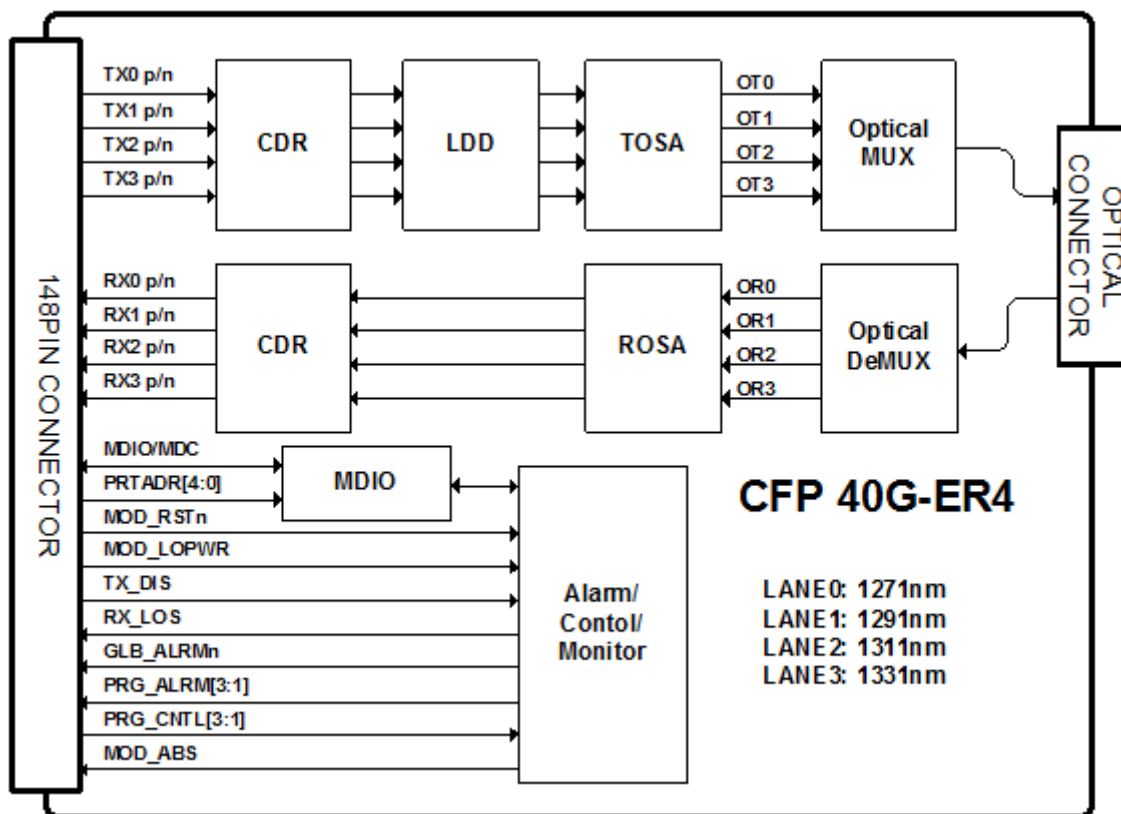 TX0 p/n
TX1 p/n
TX2 p/n
TX3 p/n
CDR
LDD
TOSA
OT0
OT1
OT2
OT3
Optical
MUX
OPTICAL
CONNECTOR
148PIN CONNECTOR
RX0 p/n
RX1 p/n
RX2 p/n
RX3 p/n
CDR
ROSA
OR0
OR1
OR2
OR3
Optical
DeMUX
MDIO/MDC
PRTADR[4:0]
MOD_RSTn
MOD_LOPWR
TX_DIS
RX_LOS
GLB_ALRMn
PRG_ALRM[3:1]
PRG_CNTL[3:1]
MOD_ABS
MDIO
Alarm/
Contol/
Monitor
CFP 40G-ER4
LANE0: 1271nm
LANE1: 1291nm
LANE2: 1311nm
LANE3: 1331nm